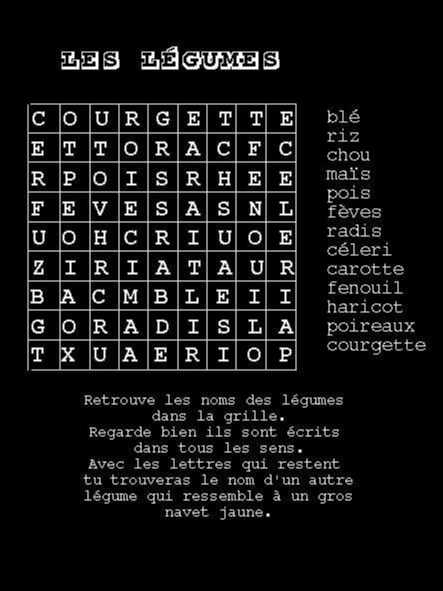 LES LÉGUMES
C O U R G E T T E
E T T O R A C F C
R P O I S R H E E
F E V E S A S N L
U O H C R I U O E
Z I R I A T A U R
B A C M B L E I I
G O R A D I S L A
T X U A E R I O P
blé
riz
chou
maïs
pois
fèves
radis
céleri
carotte
fenouil
haricot
poireaux
courgette
Retrouve les noms des légumes
dans la grille.
Regarde bien ils sont écrits
dans tous les sens.
Avec les lettres qui restent
tu trouveras le nom d'un autre
légume qui ressemble à un gros
navet jaune.